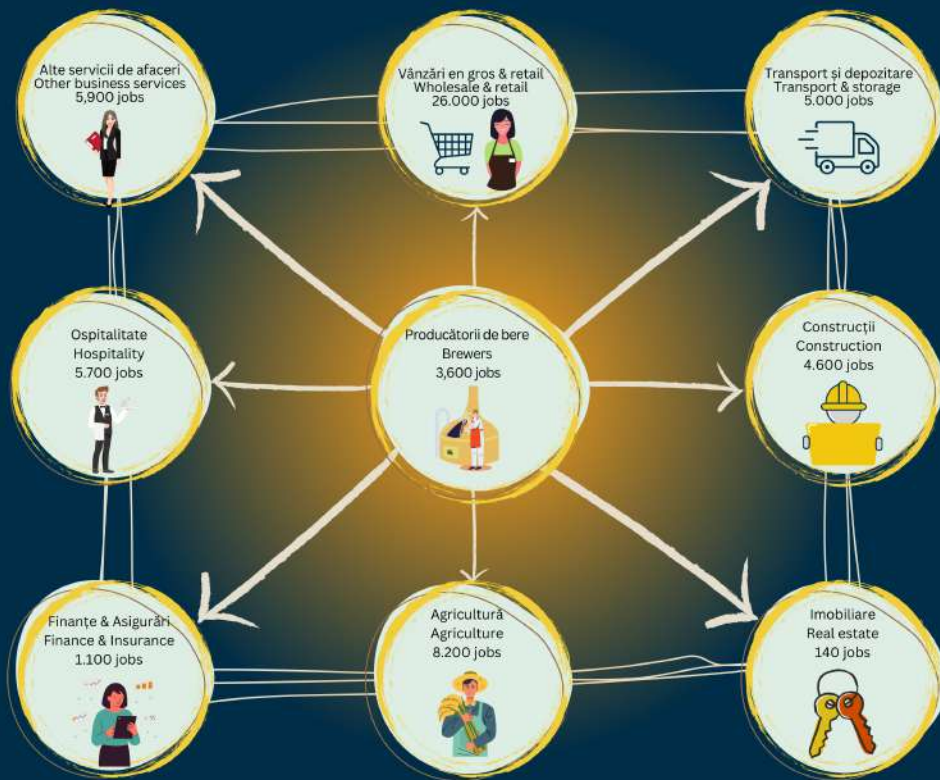 Alte servicii de afaceri
Other business services
5,900 jobs
Vânzări en gros & retail
Wholesale & retail
26.000 jobs
Transport și depozitare
Transport & storage
5.000 jobs
Ospitalitate
Hospitality
5.700 jobs
Producătorii de bere
Brewers
3,600 jobs
Construcții
Construction
4.600 jobs
Finanțe & Asigurări
Finance & Insurance
1.100 jobs
Agricultură
Agriculture
8.200 jobs
Imobiliare
Real estate
140 jobs